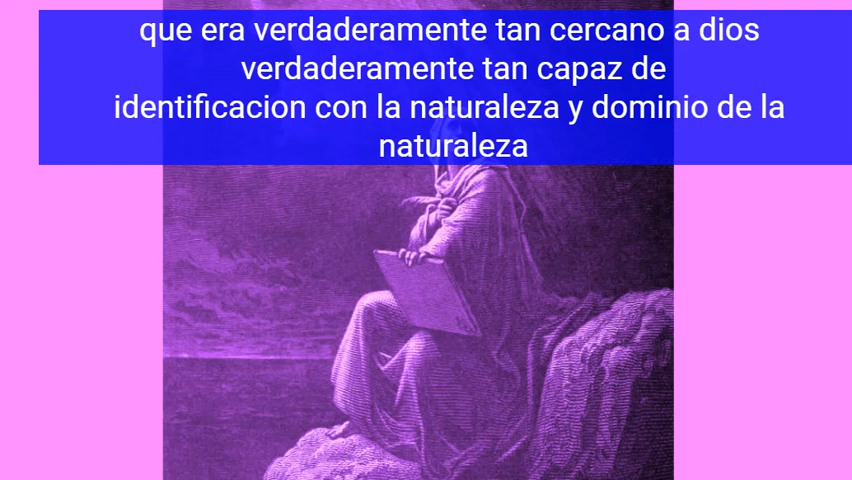 que era verdaderamente tan cercano a dios
verdaderamente tan capaz de
identificacion con la naturaleza y dominio de la
naturaleza